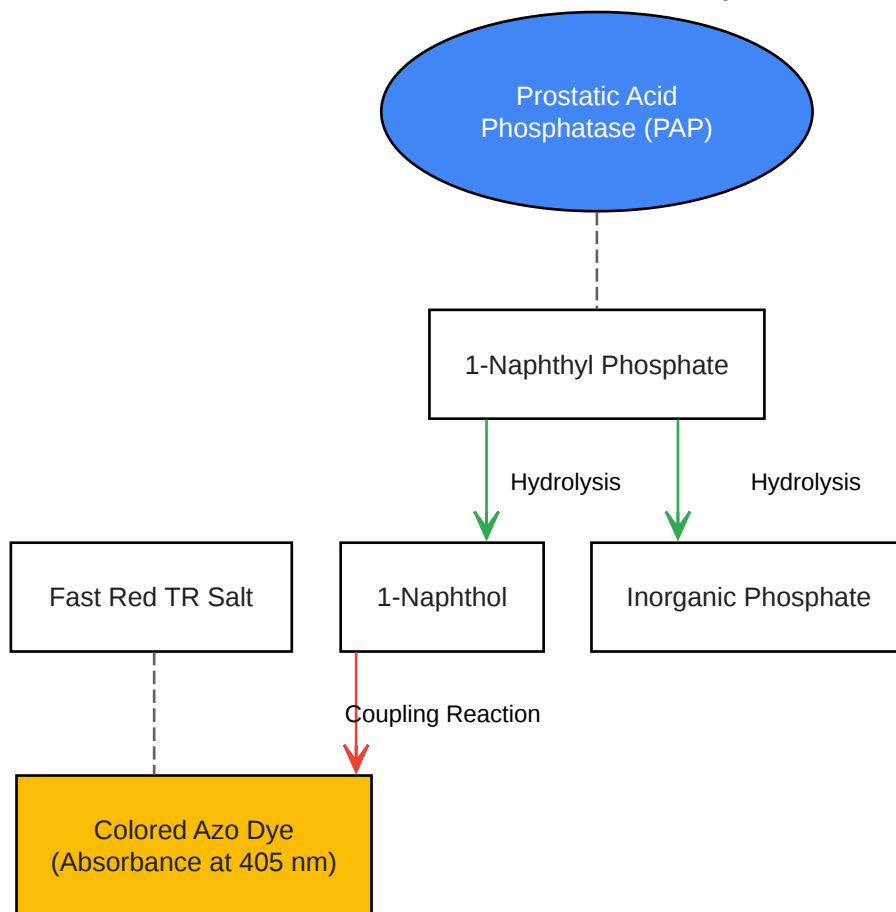 Prostatic Acid
Phosphatase (PAP)
1-Naphthyl Phosphate
Hydrolysis
Hydrolysis
Fast Red TR Salt
1-Naphthol
Inorganic Phosphate
Coupling Reaction
Colored Azo Dye
(Absorbance at 405 nm)